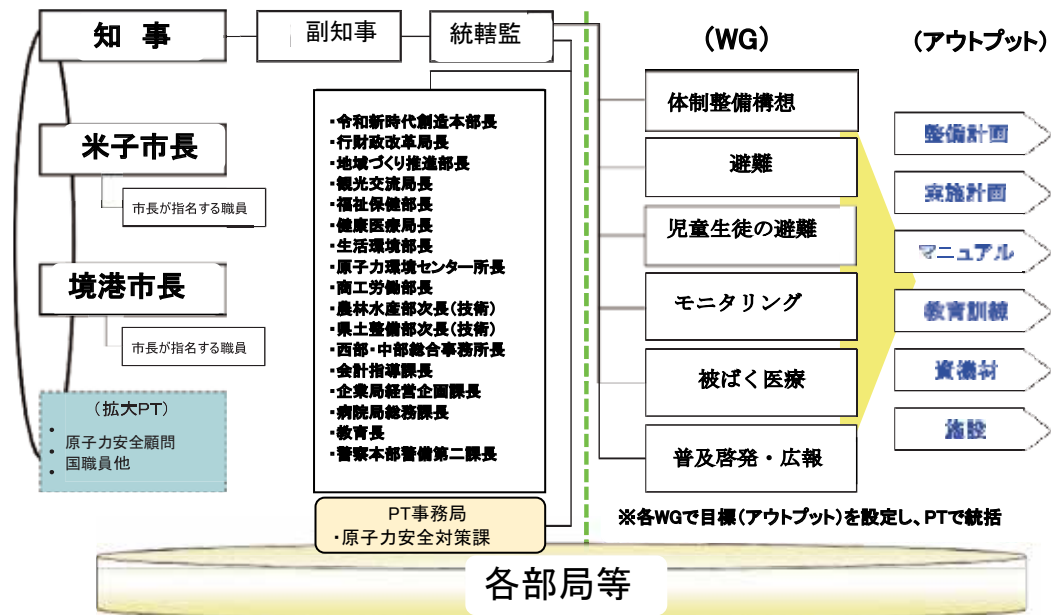 知 事
副知事
統轄監
米子市長
市長が指名する職員
境港市長
市長が指名する職員
（拡大PT）
・
・ 原子力安全顧問
・ 国職員他
・令和新時代創造本部長
・行財政改革局長
・地域づくり推進部長
・観光交流局長
・福祉保健部長
・健康医療局長
・生活環境部長
・原子力環境センター所長
・商工労働部長
・農林水産部次長(技術)
・県土整備部次長(技術)
・西部・中部総合事務所長
・会計指導課長
・企業局経営企画課長
・病院局総務課長
・教育長
・警察本部警備第二課長
PT事務局
・原子力安全対策課
（WG）
体制整備構想
避難
児童生徒の避難
モニタリング
被ばく医療
普及啓発・広報
（アウトプット）
整備計画
実施計画
マニュアル
教育訓練
資機材
施設
※各WGで目標(アウトプット)を設定し、PTで統括
各部局等